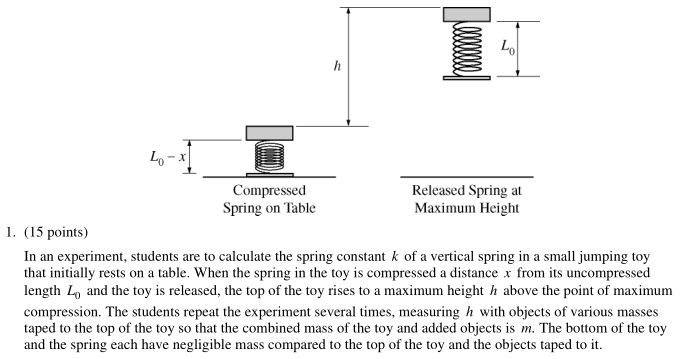 h
L₀
L₀ – x
Compressed
Spring on Table
Released Spring at
Maximum Height
1. (15 points)
In an experiment, students are to calculate the spring constant k of a vertical spring in a small jumping toy
that initially rests on a table. When the spring in the toy is compressed a distance x from its uncompressed
length L₀ and the toy is released, the top of the toy rises to a maximum height h above the point of maximum
compression. The students repeat the experiment several times, measuring h with objects of various masses
taped to the top of the toy so that the combined mass of the toy and added objects is m. The bottom of the toy
and the spring each have negligible mass compared to the top of the toy and the objects taped to it.